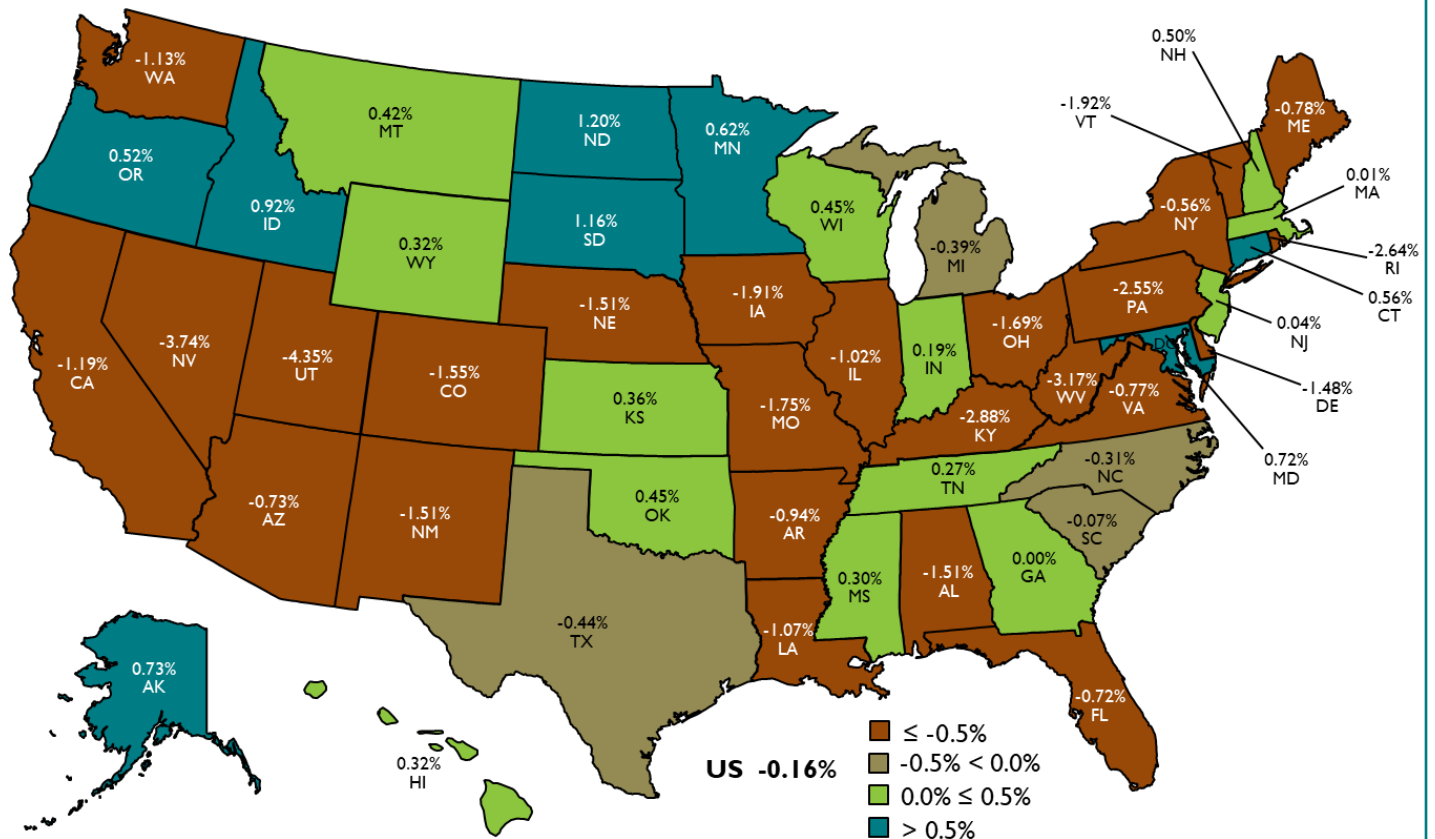 0.50%
NH
-1.13%
WA
-1.92%
VT
-0.78%
ME
0.42%
MT
1.20%
ND
0.62%
MN
0.52%
OR
0.01%
MA
0.92%
ID
1.16%
SD
0.45%
WI
-0.56%
NY
0.32%
WY
-0.39%
MI
-2.64%
RI
0.56%
CT
-1.51%
NE
-1.91%
IA
-2.55%
PA
0.04%
NJ
-1.19%
CA
-3.74%
NV
-4.35%
UT
-1.55%
CO
-1.02%
IL
0.19%
IN
-1.69%
OH
DC
-3.17%
WV
-0.77%
VA
-1.48%
DE
0.36%
KS
-1.75%
MO
-2.88%
KY
0.72%
MD
-0.73%
AZ
-1.51%
NM
0.45%
OK
-0.94%
AR
0.27%
TN
-0.31%
NC
-0.07%
SC
0.30%
MS
-1.51%
AL
0.00%
GA
-0.44%
TX
-1.07%
LA
-0.72%
FL
0.73%
AK
0.32%
HI
US -0.16%
≤ -0.5%
-0.5% < 0.0%
0.0% ≤ 0.5%
> 0.5%